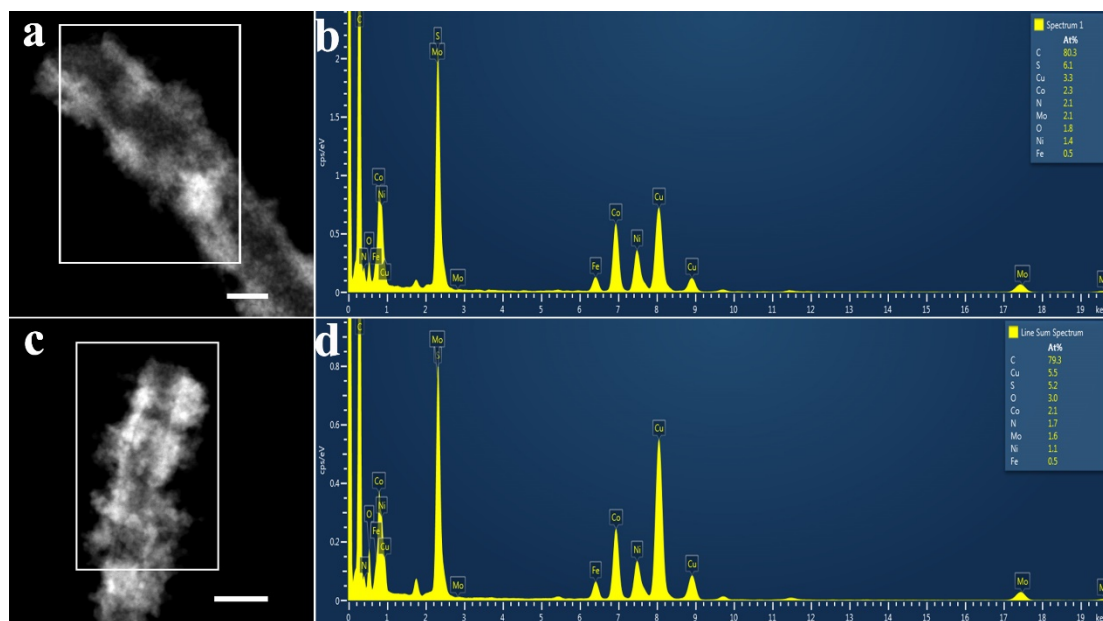 a
b
Spectrum 1
At%
C 80.3
S 6.1
Cu 3.3
Co 2.3
N 2.1
Mo 2.1
O 1.8
Ni 1.4
Fe 0.5
2
1.5
1
0.5
0
cps/eV
C
S
Mo
Co
Ni
O
Fe
N
Cu
Mo
Fe
Co
Ni
Cu
Cu
Mo
0 1 2 3 4 5 6 7 8 9 10 11 12 13 14 15 16 17 18 19
c
d
Line Sum Spectrum
At%
C 79.3
Cu 5.5
S 5.2
O 3.0
Co 2.1
N 1.7
Mo 1.6
Ni 1.1
Fe 0.5
0.8
0.6
0.4
0.2
0
cps/eV
C
Mo
S
Co
Ni
O
Fe
Cu
N
Mo
Fe
Co
Ni
Cu
Cu
Mo
0 1 2 3 4 5 6 7 8 9 10 11 12 13 14 15 16 17 18 19